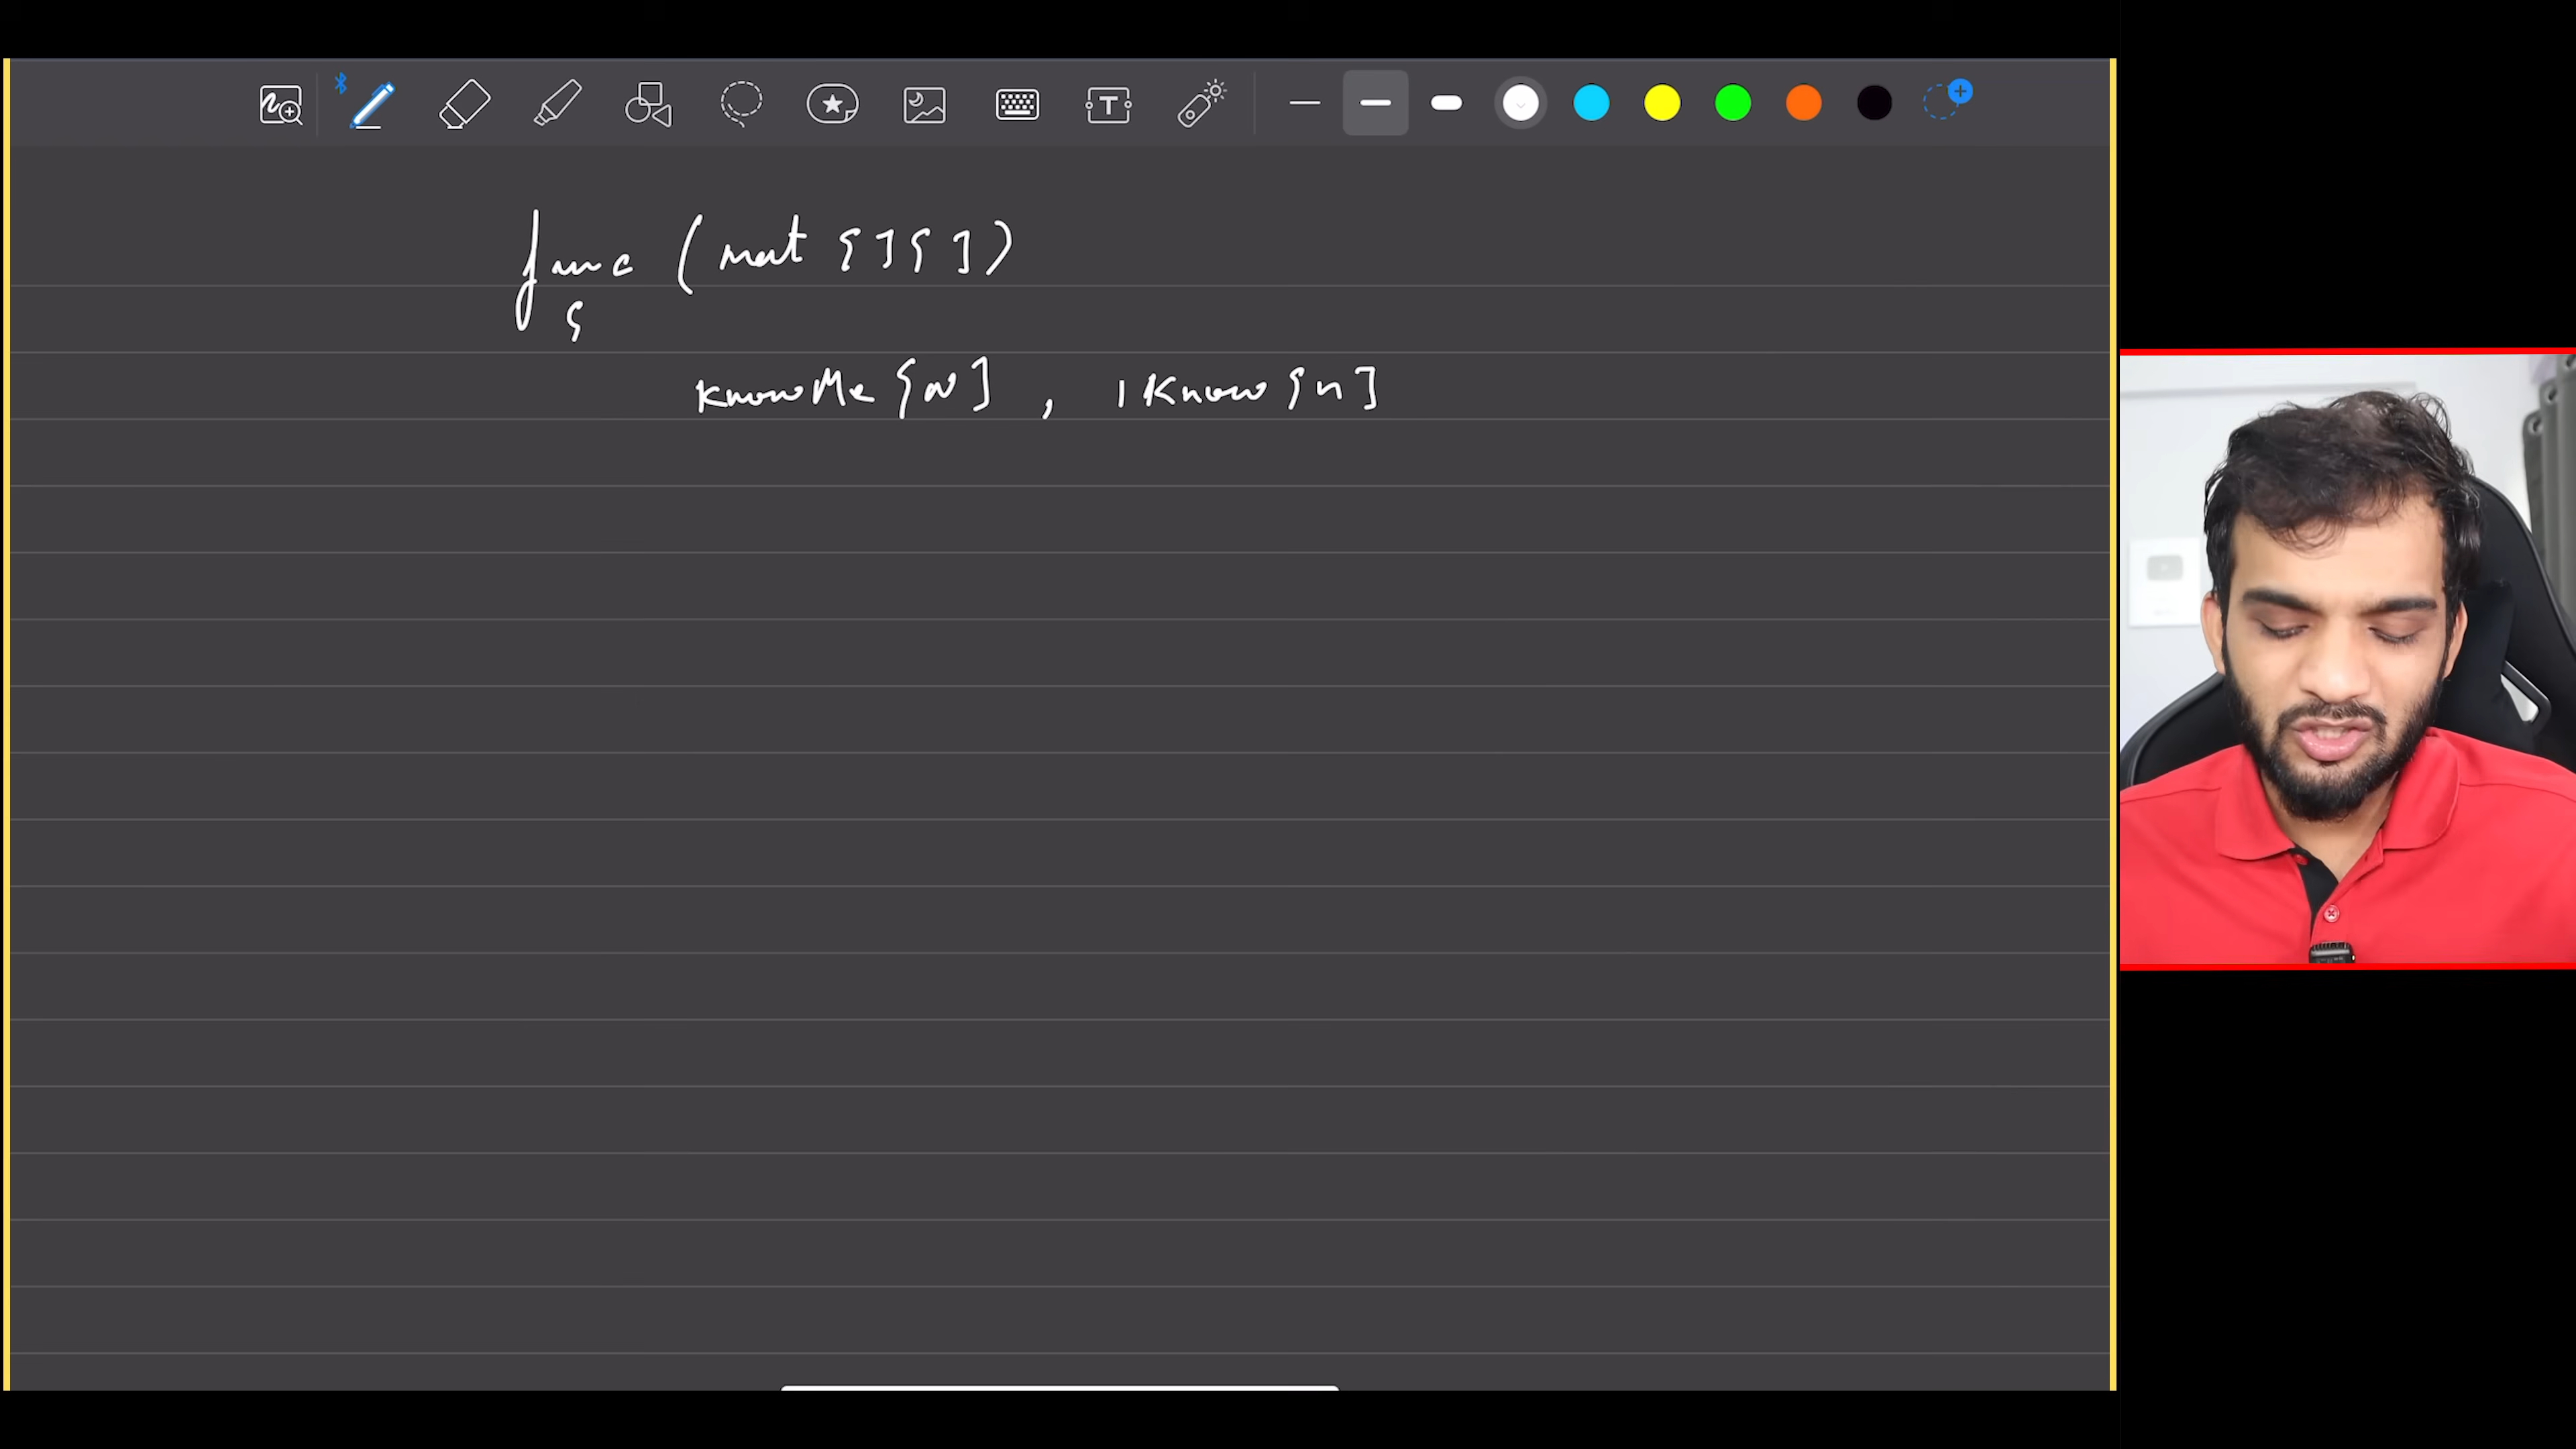 func (mat [ ] [ ])
{
knowMe [n] , iKnow [n]